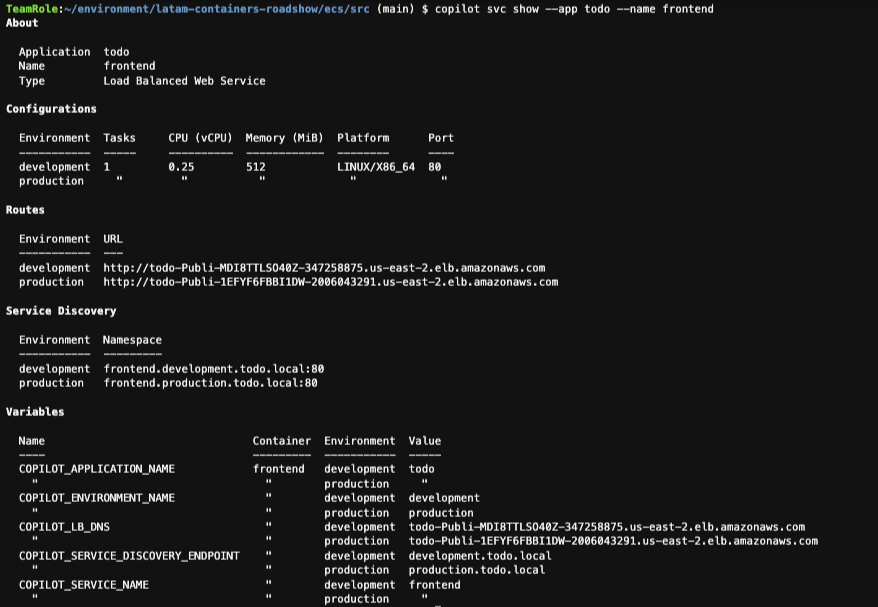 TeamRole:~/environment/latam-containers-roadshow/ecs/src (main) $ copilot svc show --app todo --name frontend
About
Application todo
Name frontend
Type Load Balanced Web Service
Configurations
Environment Tasks CPU (vCPU) Memory (MiB) Platform Port
development 1 0.25 512 LINUX/X86_64 80
production " " " " "
Routes
Environment URL
development http://todo-Publi-MDI8TTLSO40Z-347258875.us-east-2.elb.amazonaws.com
production http://todo-Publi-1EFYF6FBBI1DW-2006043291.us-east-2.elb.amazonaws.com
Service Discovery
Environment Namespace
development frontend.development.todo.local:80
production frontend.production.todo.local:80
Variables
Name Container Environment Value
COPILOT_APPLICATION_NAME frontend development todo
" " production "
COPILOT_ENVIRONMENT_NAME " development development
" " production production
COPILOT_LB_DNS " development todo-Publi-MDI8TTLSO40Z-347258875.us-east-2.elb.amazonaws.com
" " production todo-Publi-1EFYF6FBBI1DW-2006043291.us-east-2.elb.amazonaws.com
COPILOT_SERVICE_DISCOVERY_ENDPOINT " development development.todo.local
" " production production.todo.local
COPILOT_SERVICE_NAME " development frontend
" " production "